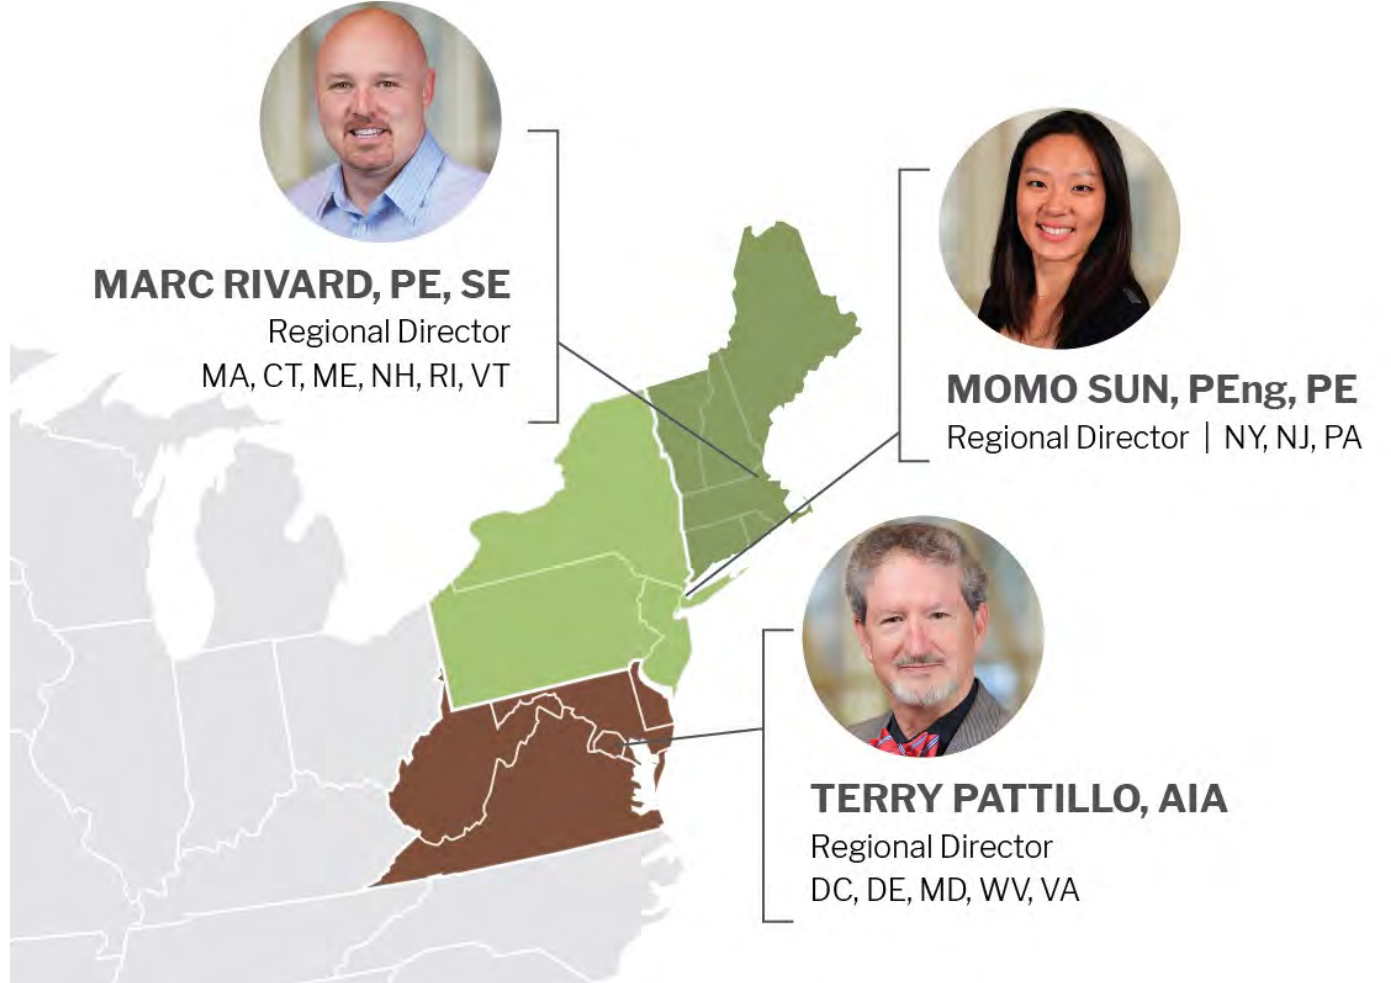 MARC RIVARD, PE, SE
Regional Director
MA, CT, ME, NH, RI, VT
MOMO SUN, PEng, PE
Regional Director | NY, NJ, PA
TERRY PATTILLO, AIA
Regional Director
DC, DE, MD, WV, VA